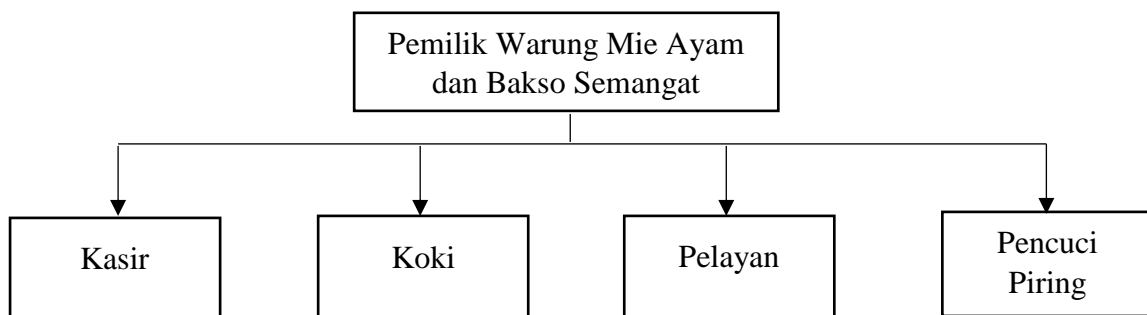 Pemilik Warung Mie Ayam
dan Bakso Semangat
Kasir
Koki
Pelayan
Pencuci
Piring